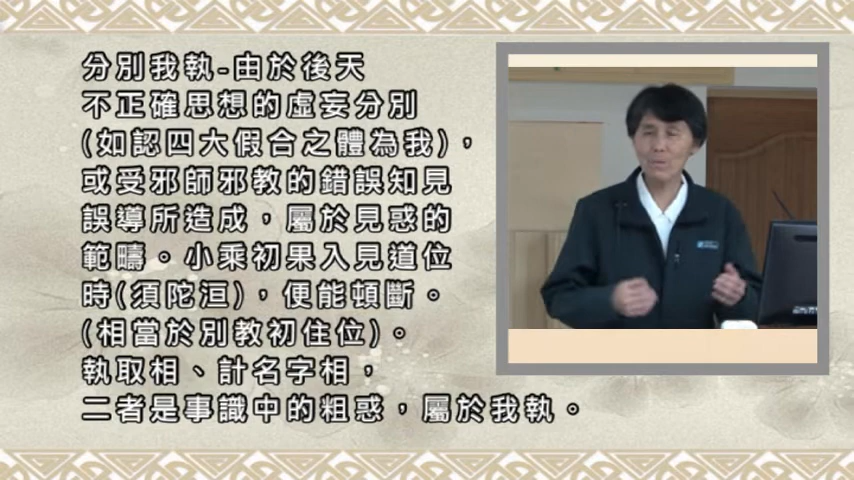 分別我執-由於後天
不正確思想的虛妄分別
(如認四大假合之體為我)，
或受邪師邪教的錯誤知見
誤導所造成，屬於見惑的
範疇。小乘初果入見道位
時(須陀洹)，便能頓斷。
(相當於別教初住位)。
執取相、計名字相，
二者是事識中的粗惑，屬於我執。